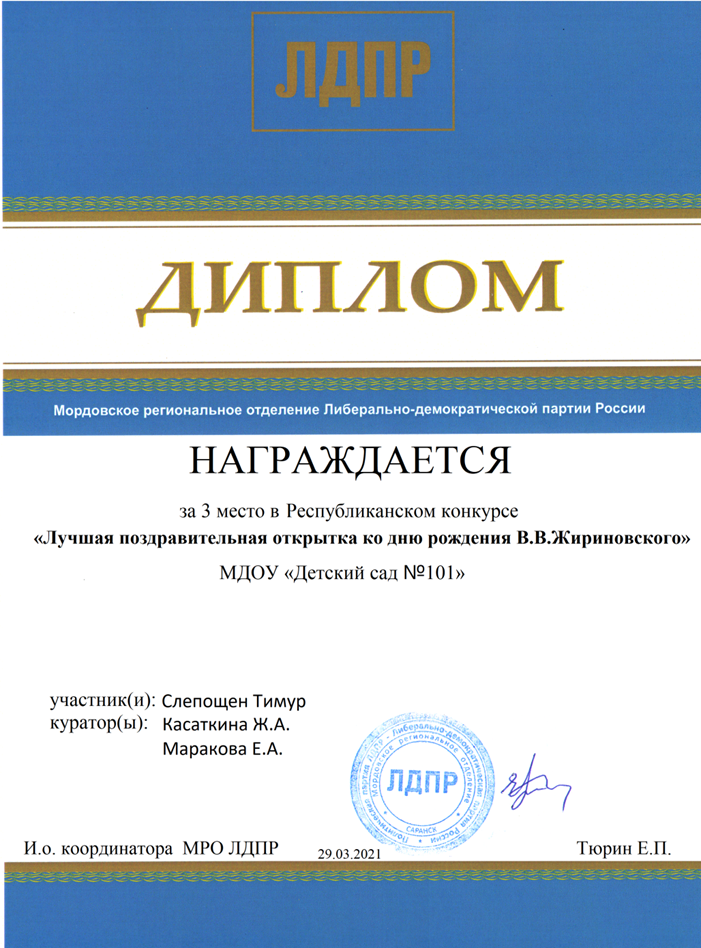 ЛДПР
ДИПЛОМ
Мордовское региональное отделение Либерально-демократической партии России
НАГРАЖДАЕТСЯ
за 3 место в Республиканском конкурсе
«Лучшая поздравительная открытка ко дню рождения В.В.Жириновского»
МДОУ «Детский сад №101»
участник(и): Слепощен Тимур
куратор(ы): Касаткина Ж.А.
Маракова Е.А.
Политическая партия ЛДПР - Либерально-демократическая партия России
Мордовское региональное отделение
ЛДПР
САРАНСК
И.о. координатора МРО ЛДПР
29.03.2021
Тюрин Е.П.